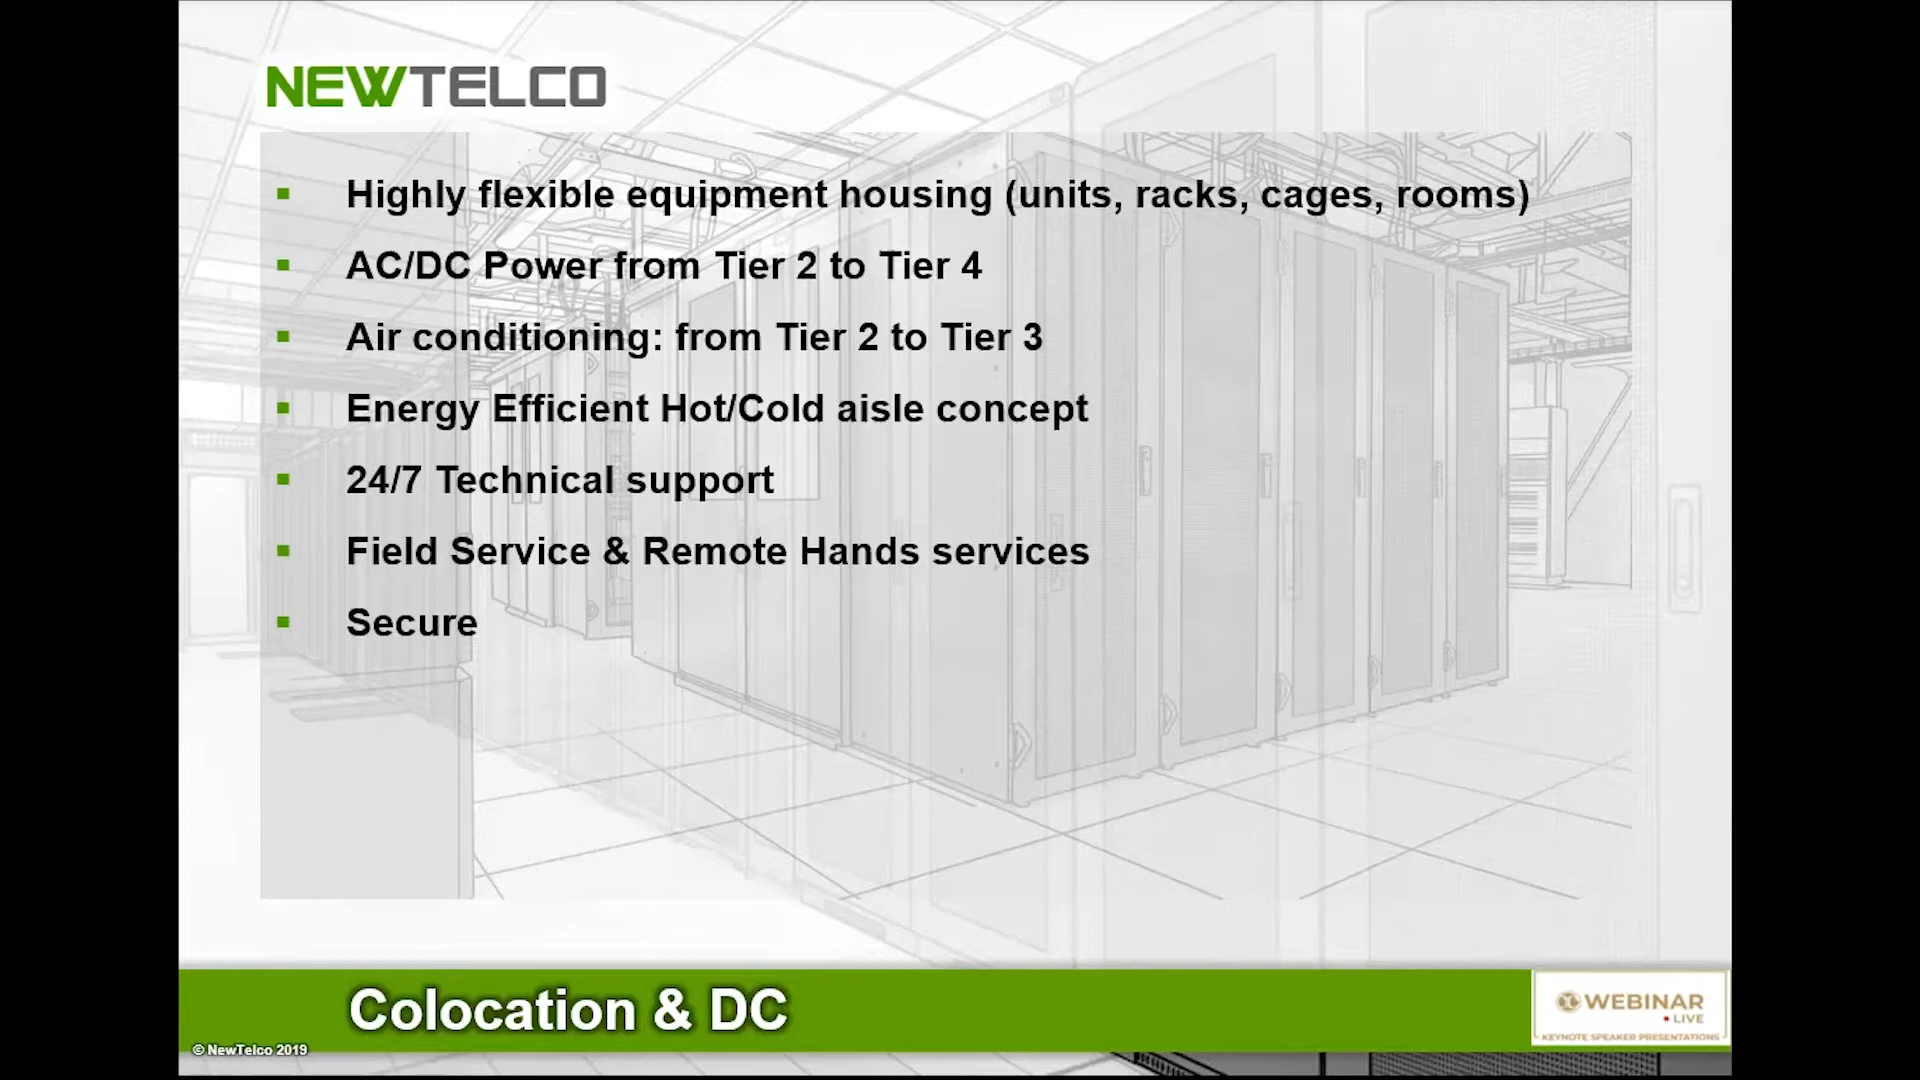 NEWTELCO
▪ Highly flexible equipment housing (units, racks, cages, rooms)
▪ AC/DC Power from Tier 2 to Tier 4
▪ Air conditioning: from Tier 2 to Tier 3
▪ Energy Efficient Hot/Cold aisle concept
▪ 24/7 Technical support
▪ Field Service & Remote Hands services
▪ Secure
Colocation & DC
© NewTelco 2019
WEBINAR
• LIVE
KEYNOTE SPEAKER PRESENTATIONS